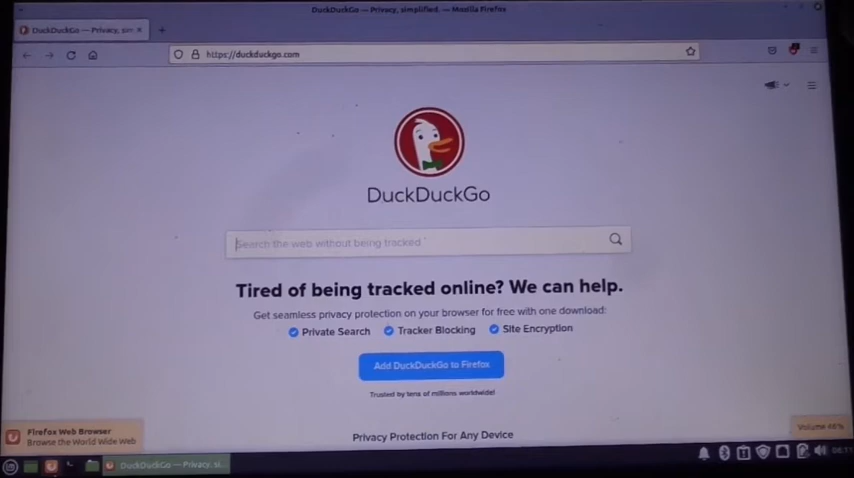 DuckDuckGo — Privacy, simplified. — Mozilla Firefox
DuckDuckGo — Privacy, sim
https://duckduckgo.com
DuckDuckGo
Search the web without being tracked
Tired of being tracked online? We can help.
Get seamless privacy protection on your browser for free with one download:
Private Search Tracker Blocking Site Encryption
Add DuckDuckGo to Firefox
Trusted by tens of millions worldwide!
Privacy Protection For Any Device
Firefox Web Browser
Browse the World Wide Web
Volume 48%
DuckDuckGo — Privacy, si...